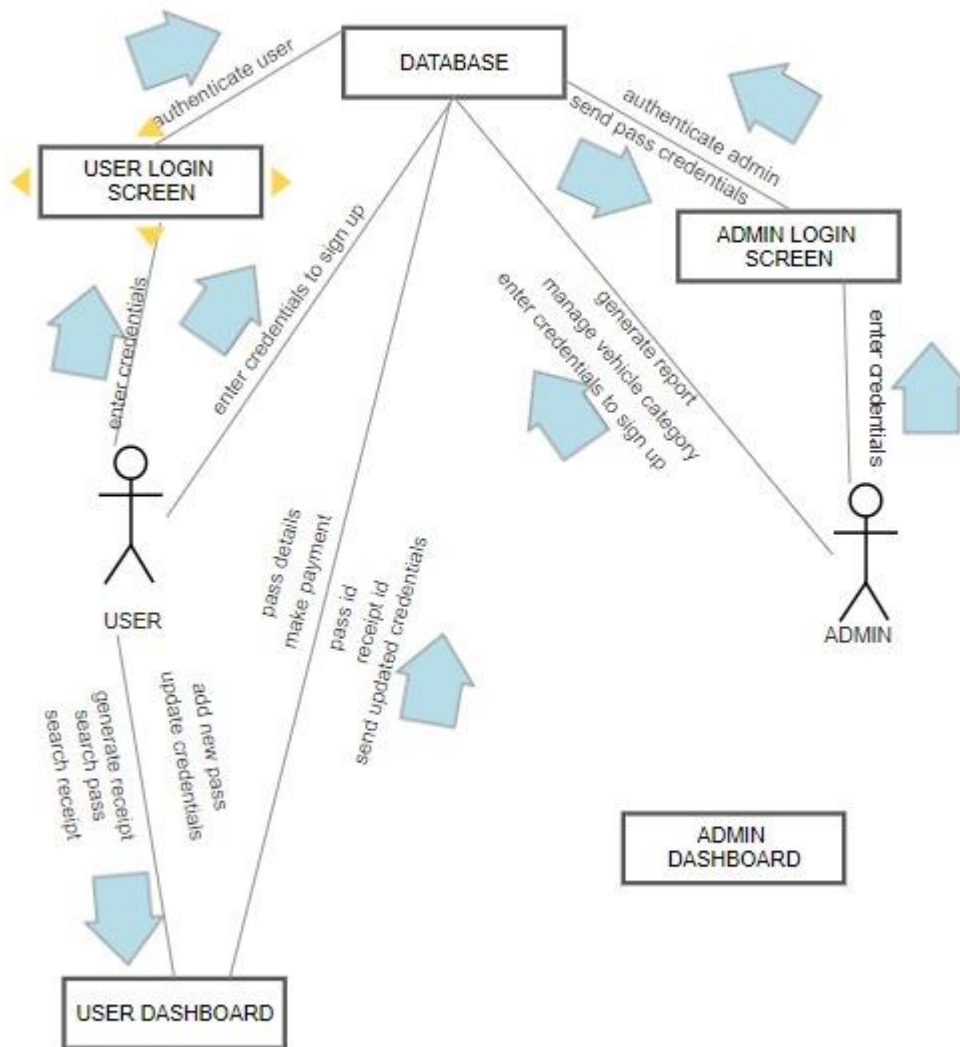 authenticate user
DATABASE
authenticate admin
send pass credentials
USER LOGIN
SCREEN
ADMIN LOGIN
SCREEN
enter credentials
enter credentials to sign up
generate report
manage vehicle category
enter credentials to sign up
enter credentials
USER
ADMIN
pass details
make payment
pass id
receipt id
send updated credentials
add new pass
update credentials
generate receipt
search pass
search receipt
ADMIN
DASHBOARD
USER DASHBOARD